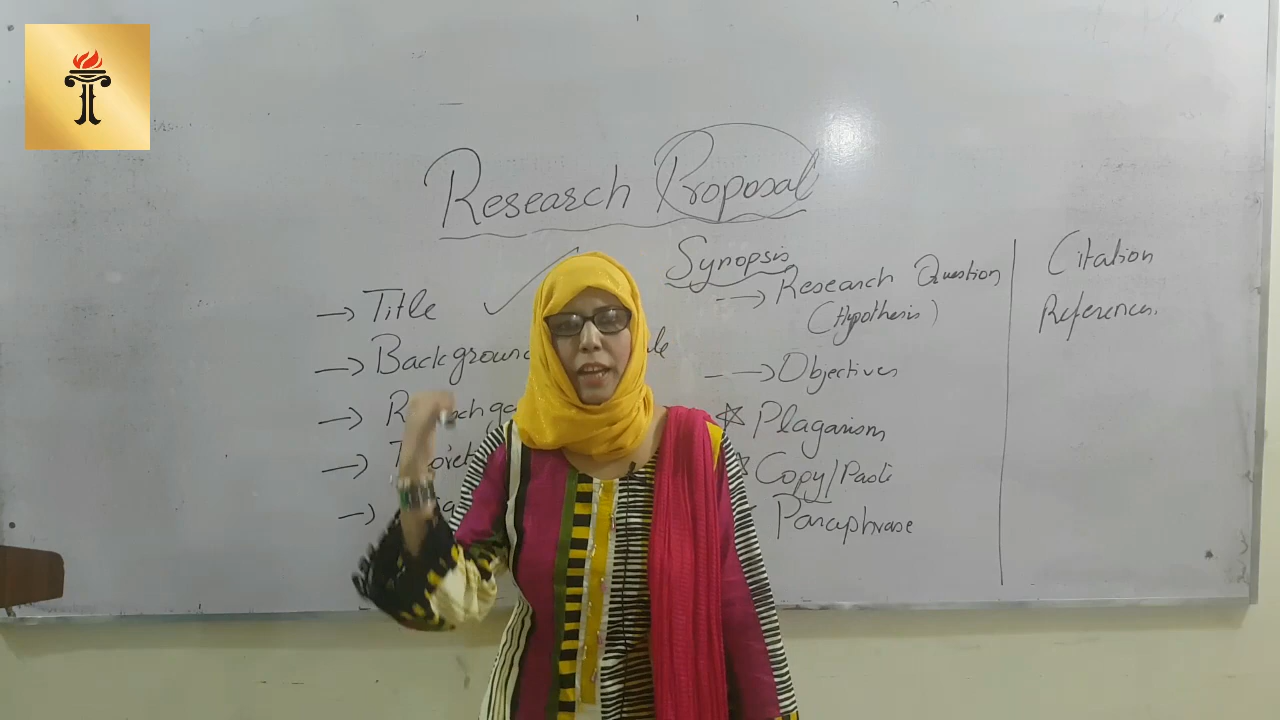 Research Proposal
Synopsis
→ Title
→ Background
→
→
→
---> Research Question
(Hypothesis)
---> Objectives
☆ Plagarism
☆ Copy/Paste
Paraphrase
Citation
References.